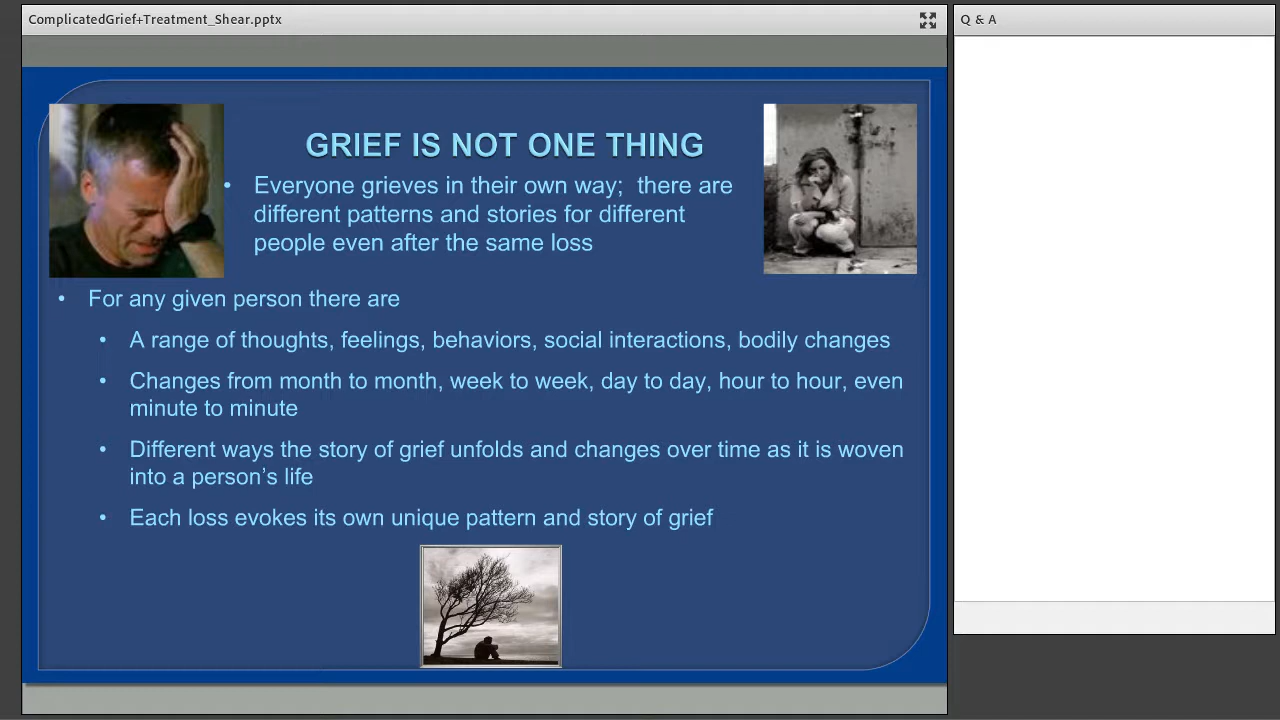 ComplicatedGrief+Treatment_Shear.pptx
Q & A
GRIEF IS NOT ONE THING
• Everyone grieves in their own way;  there are
different patterns and stories for different
people even after the same loss
• For any given person there are
• A range of thoughts, feelings, behaviors, social interactions, bodily changes
• Changes from month to month, week to week, day to day, hour to hour, even
minute to minute
• Different ways the story of grief unfolds and changes over time as it is woven
into a person’s life
• Each loss evokes its own unique pattern and story of grief